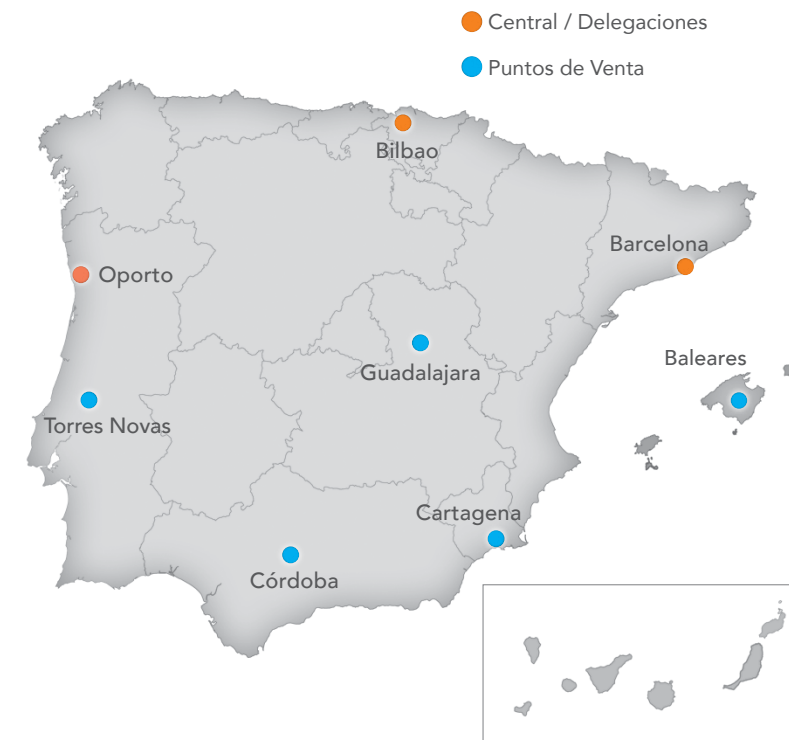 Central / Delegaciones
Puntos de Venta
Bilbao
Barcelona
Oporto
Guadalajara
Baleares
Torres Novas
Cartagena
Córdoba